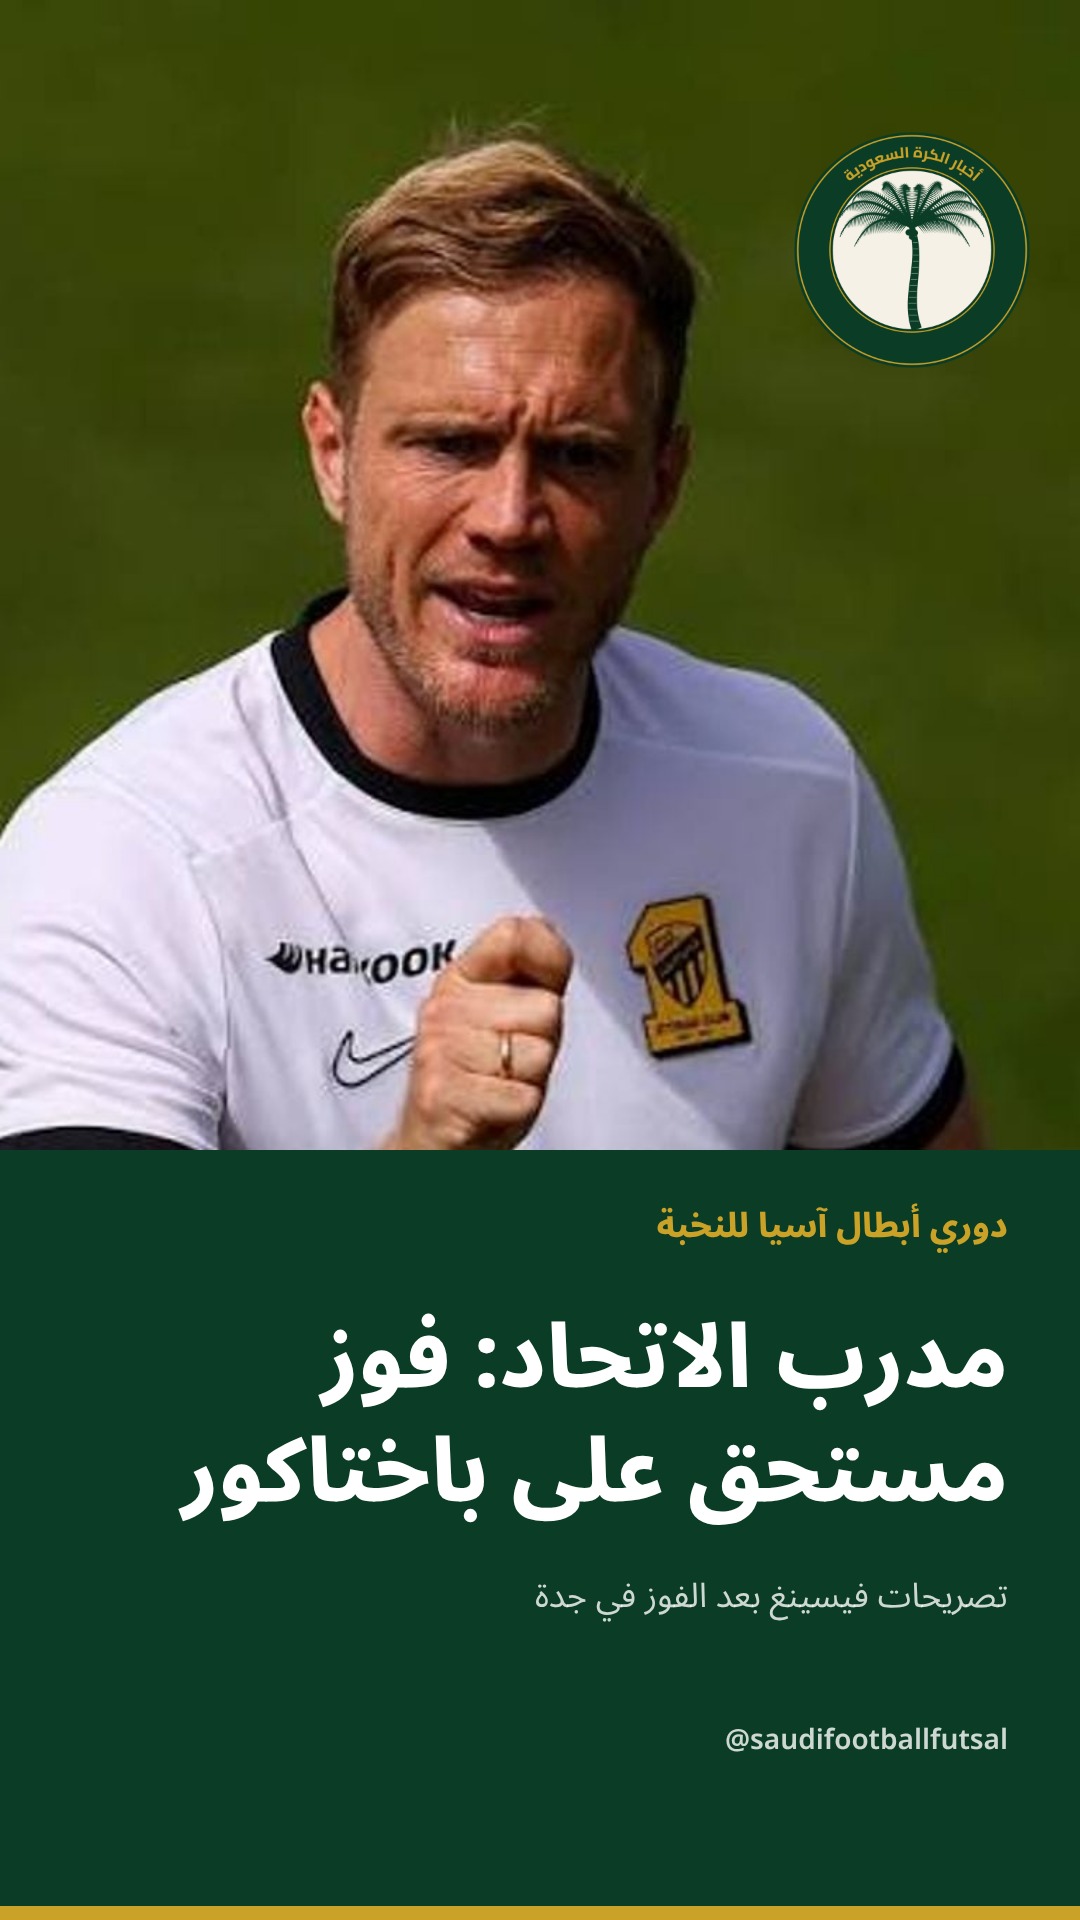 أخبار الكرة السعودية
دوري أبطال آسيا للنخبة
مدرب الاتحاد: فوز
مستحق على باختاكور
تصريحات فيسينغ بعد الفوز في جدة
@saudifootballfutsal